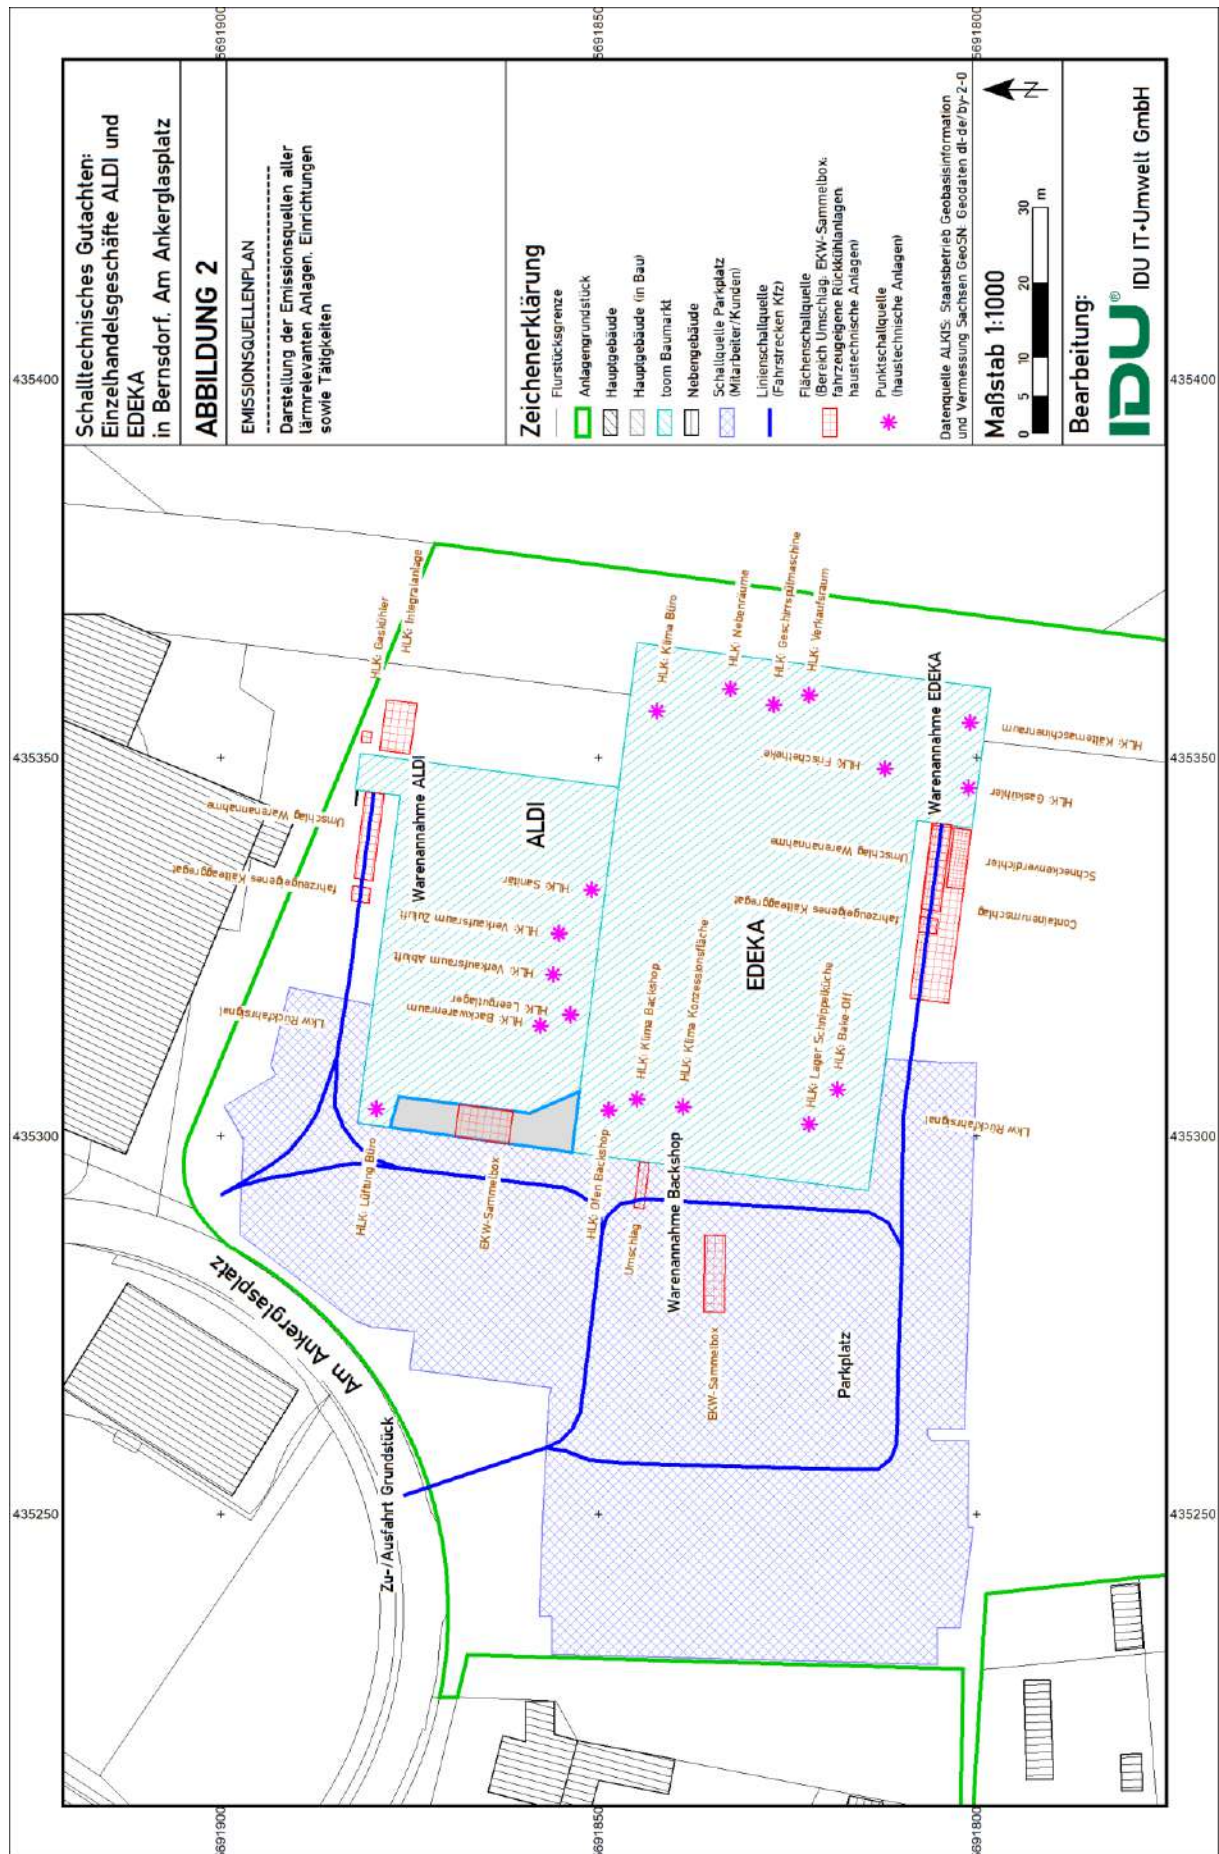 Schalltechnisches Gutachten:
Einzelhandelsgeschäfte ALDI und
EDEKA
in Bernsdorf, Am Ankerglasplatz
ABBILDUNG 2
EMISSIONSQUELLENPLAN
Darstellung der Emissionsquellen aller
lärmrelevanten Anlagen, Einrichtungen
sowie Tätigkeiten
Zeichenerklärung
Flurstücksgrenze
Anlagengrundstück
Hauptgebäude
Hauptgebäude (in Bau)
toom Baumarkt
Nebengebäude
Schallquelle Parkplatz
(Mitarbeiter/Kunden)
Linienschallquelle
(Fahrstrecken Kfz)
Flächenschallquelle
(Bereich Umschlag; EKW-Sammelbox;
fahrzeugeigene Rückkühlanlagen;
haustechnische Anlagen)
Punktschallquelle
(haustechnische Anlagen)
Datenquelle ALKIS: Staatsbetrieb Geobasisinformation
und Vermessung Sachsen GeoSN: Geodaten dl-de/by-2-0
Maßstab 1:1000
0 5 10 20 30
m
N
Bearbeitung:
IDU®
IDU IT+Umwelt GmbH
435250
435300
435350
435400
435250
435300
435350
435400
5691900
5691850
5691800
5691900
5691850
5691800
Am Ankerglasplatz
Zu-/Ausfahrt Grundstück
HLK: Gaskühler
HLK: Integralanlage
Umschlag Warenannahme
fahrzeugeigenes Kälteaggregat
Warenannahme ALDI
Lkw Rückfahrsignal
ALDI
HLK: Sanitär
HLK: Verkaufsraum Zuluft
HLK: Verkaufsraum Abluft
HLK: Leergutlager
HLK: Backwarenraum
HLK: Lüftung Büro
EKW-Sammelbox
HLK: Klima Büro
HLK: Nebenräume
HLK: Geschirrspülmaschine
HLK: Verkaufsraum
HLK: Frischetheke
Warenannahme EDEKA
HLK: Kältemaschinenraum
HLK: Gaskühler
Umschlag Warenannahme
fahrzeugeigenes Kälteaggregat
Schneckenverdichter
Containerumschlag
EDEKA
HLK: Klima Backshop
HLK: Klima Konzessionsfläche
HLK: Ofen Backshop
HLK: Lager Schnippelküche
HLK: Bake-Off
Lkw Rückfahrsignal
Umschlag
Warenannahme Backshop
EKW-Sammelbox
Parkplatz